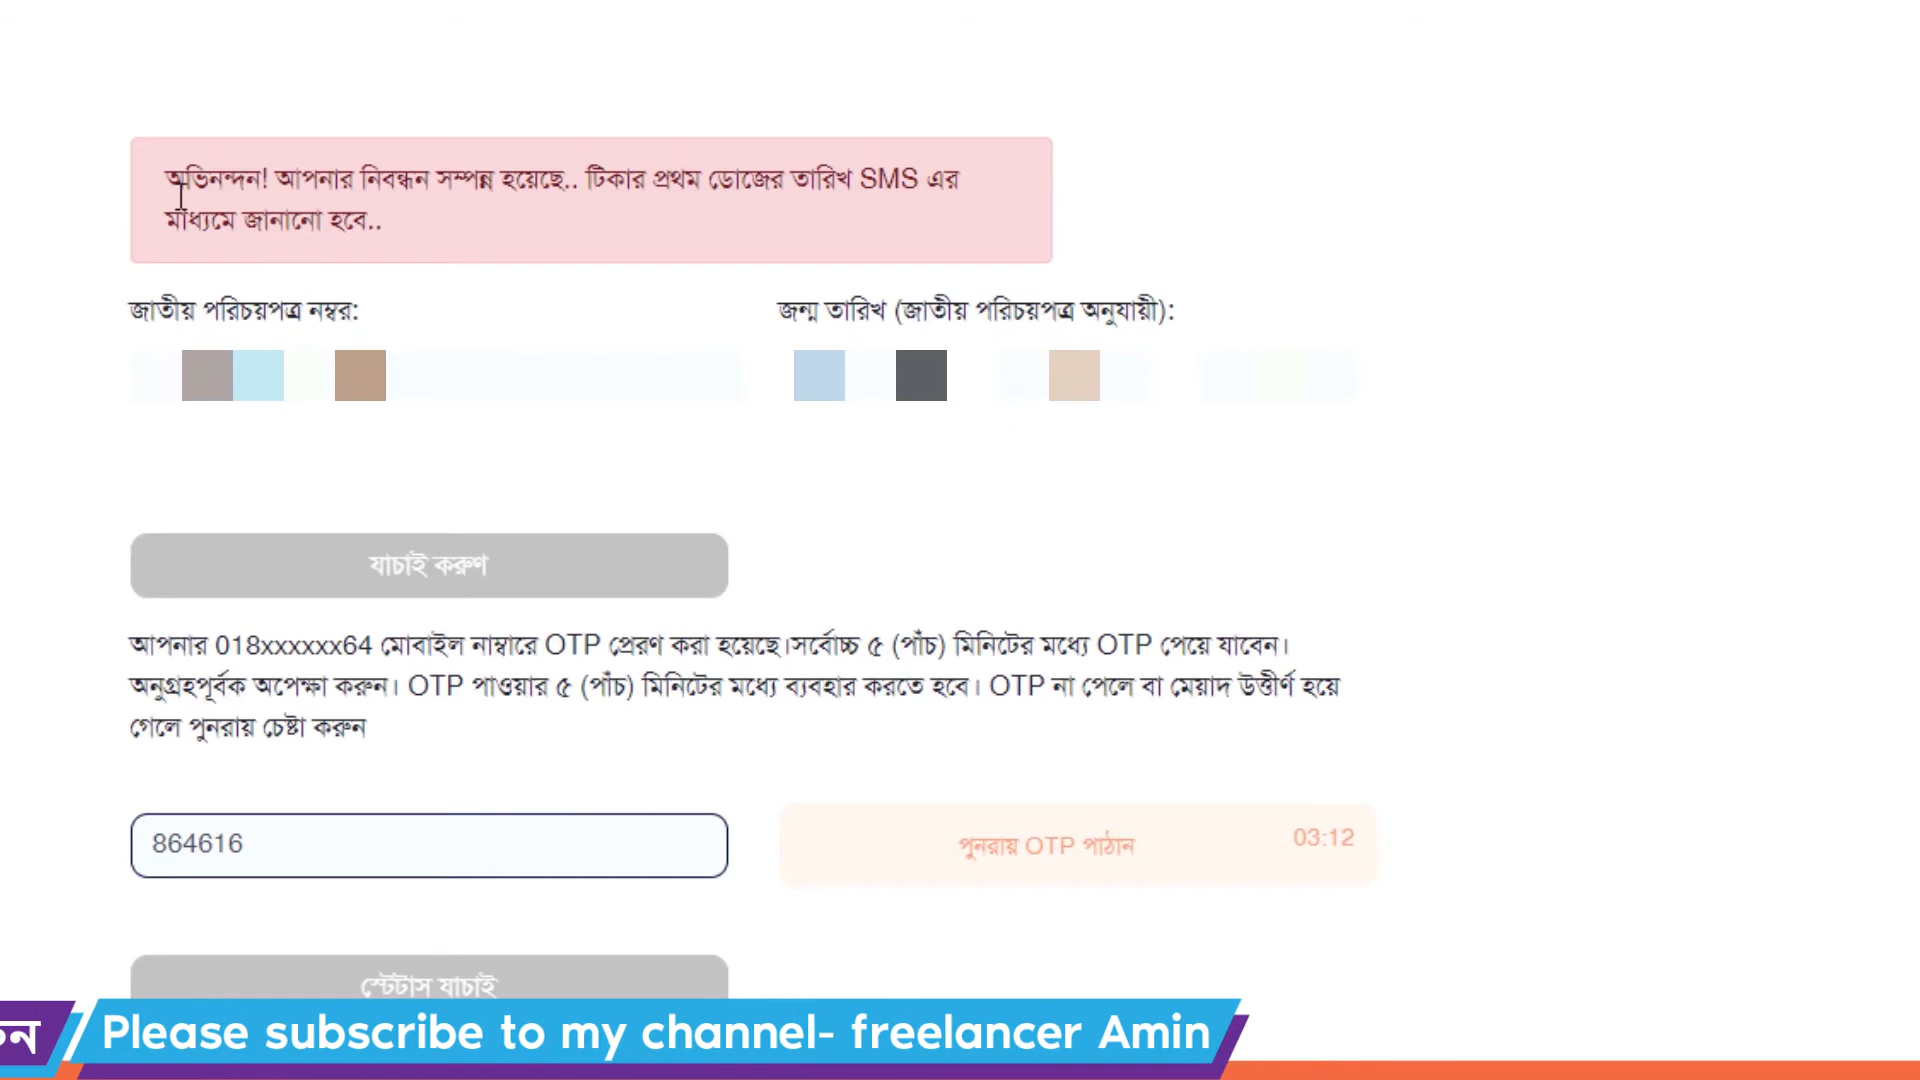 অভিনন্দন! আপনার নিবন্ধন সম্পন্ন হয়েছে.. টিকার প্রথম ডোজের তারিখ SMS এর
মাধ্যমে জানানো হবে..
জাতীয় পরিচয়পত্র নম্বর:
জন্ম তারিখ (জাতীয় পরিচয়পত্র অনুযায়ী):
যাচাই করুণ
আপনার 018xxxxxx64 মোবাইল নাম্বারে OTP প্রেরণ করা হয়েছে।সর্বোচ্চ ৫ (পাঁচ) মিনিটের মধ্যে OTP পেয়ে যাবেন।
অনুগ্রহপূর্বক অপেক্ষা করুন। OTP পাওয়ার ৫ (পাঁচ) মিনিটের মধ্যে ব্যবহার করতে হবে। OTP না পেলে বা মেয়াদ উত্তীর্ণ হয়ে
গেলে পুনরায় চেষ্টা করুন
864616
পুনরায় OTP পাঠান
03:12
স্টেটাস যাচাই
Please subscribe to my channel- freelancer Amin